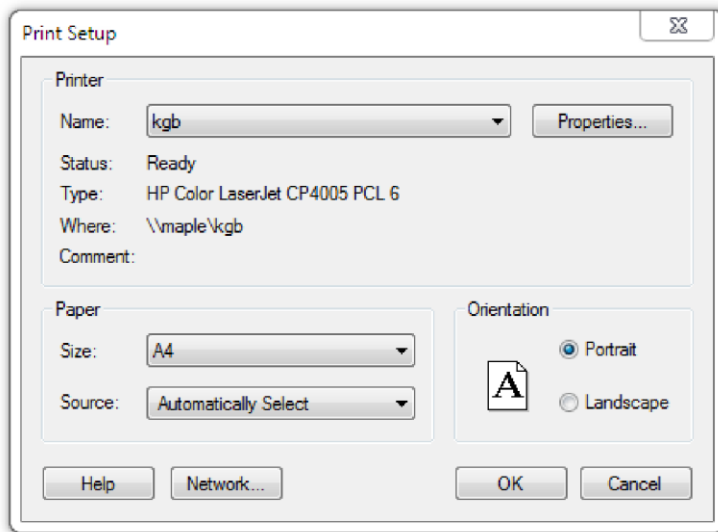 Print Setup
Printer
Name: kgb Properties...
Status: Ready
Type: HP Color LaserJet CP4005 PCL 6
Where: \\maple\kgb
Comment:
Paper
Size: A4
Source: Automatically Select
Orientation
A
Portrait
Landscape
Help Network... OK Cancel